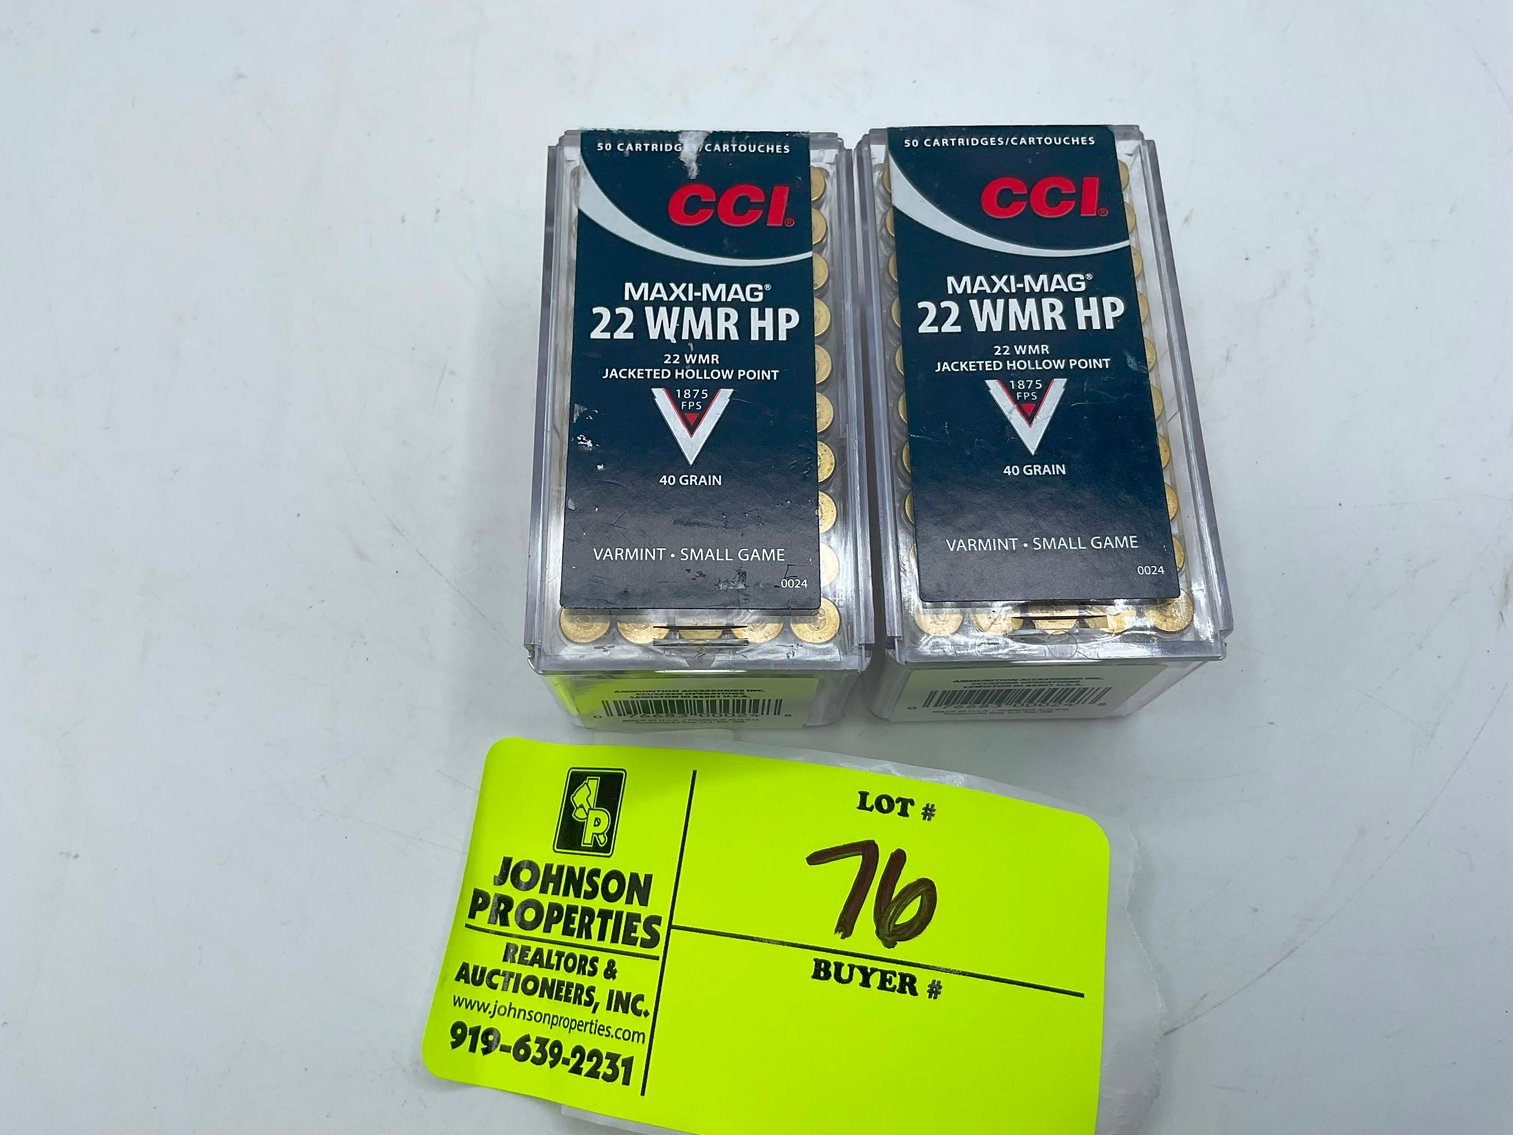 50 CARTRIDGES/CARTOUCHES
CCI®
MAXI-MAG®
22 WMR HP
22 WMR
JACKETED HOLLOW POINT
1875
FPS
40 GRAIN
VARMINT • SMALL GAME
0024
50 CARTRIDGES/CARTOUCHES
CCI®
MAXI-MAG®
22 WMR HP
22 WMR
JACKETED HOLLOW POINT
1875
FPS
40 GRAIN
VARMINT • SMALL GAME
0024
JOHNSON
PROPERTIES
REALTORS &
AUCTIONEERS, INC.
www.johnsonproperties.com
919-639-2231
LOT #
76
BUYER #